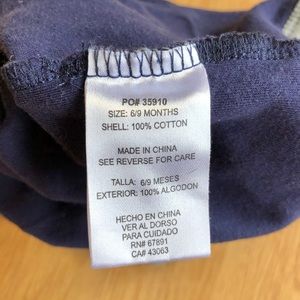 PO# 35910
SIZE: 6/9 MONTHS
SHELL: 100% COTTON
MADE IN CHINA
SEE REVERSE FOR CARE
TALLA: 6/9 MESES
EXTERIOR: 100% ALGODON
HECHO EN CHINA
VER AL DORSO
PARA CUIDADO
RN# 67891
CA# 43063